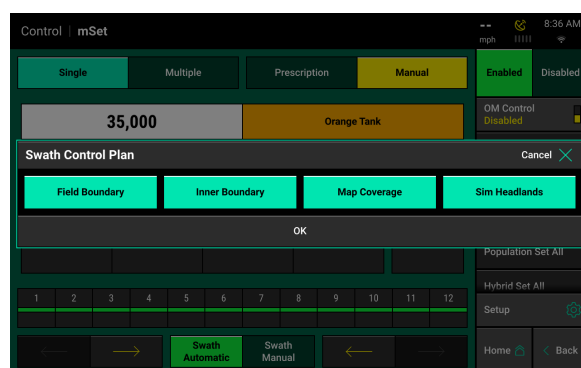 Control | mSet
--
mph
8:36 AM
Single
Multiple
Prescription
Manual
Enabled
Disabled
35,000
Orange Tank
OM Control
Disabled
Swath Control Plan
Cancel
Field Boundary
Inner Boundary
Map Coverage
Sim Headlands
OK
Population Set All
Hybrid Set All
1 2 3 4 5 6 7 8 9 10 11 12
Setup
Swath
Automatic
Swath
Manual
Home
Back